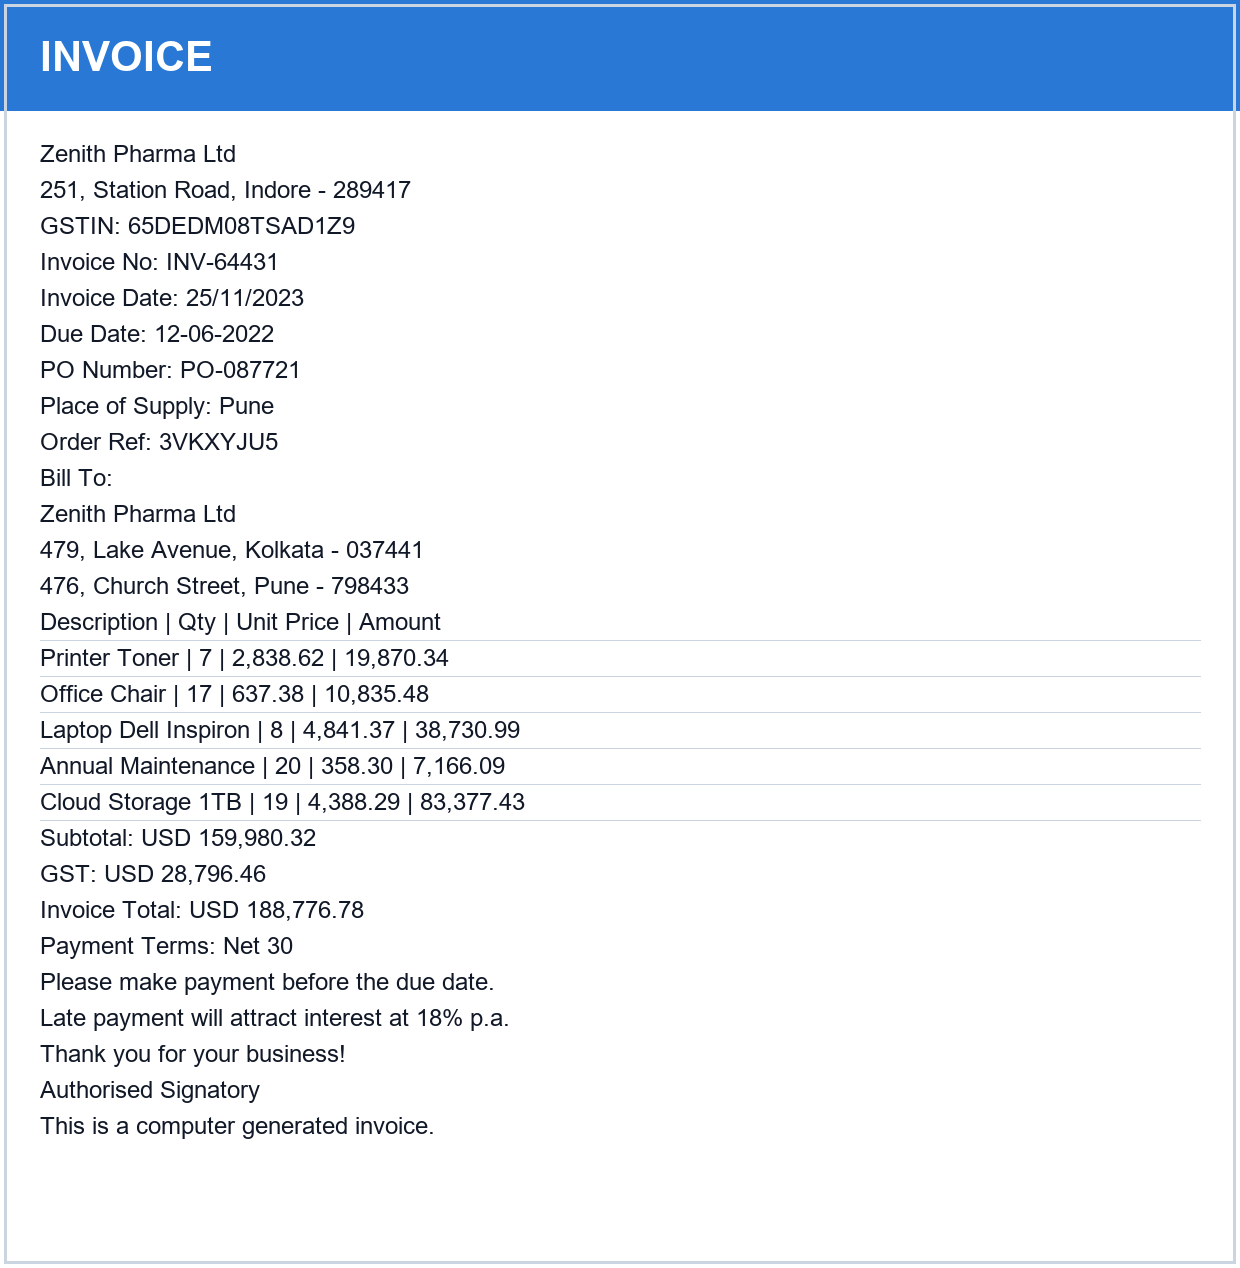 INVOICE
Zenith Pharma Ltd
251, Station Road, Indore - 289417
GSTIN: 65DEDM08TSAD1Z9
Invoice No: INV-64431
Invoice Date: 25/11/2023
Due Date: 12-06-2022
PO Number: PO-087721
Place of Supply: Pune
Order Ref: 3VKXYJU5
Bill To:
Zenith Pharma Ltd
479, Lake Avenue, Kolkata - 037441
476, Church Street, Pune - 798433
Description | Qty | Unit Price | Amount
Printer Toner | 7 | 2,838.62 | 19,870.34
Office Chair | 17 | 637.38 | 10,835.48
Laptop Dell Inspiron | 8 | 4,841.37 | 38,730.99
Annual Maintenance | 20 | 358.30 | 7,166.09
Cloud Storage 1TB | 19 | 4,388.29 | 83,377.43
Subtotal: USD 159,980.32
GST: USD 28,796.46
Invoice Total: USD 188,776.78
Payment Terms: Net 30
Please make payment before the due date.
Late payment will attract interest at 18% p.a.
Thank you for your business!
Authorised Signatory
This is a computer generated invoice.